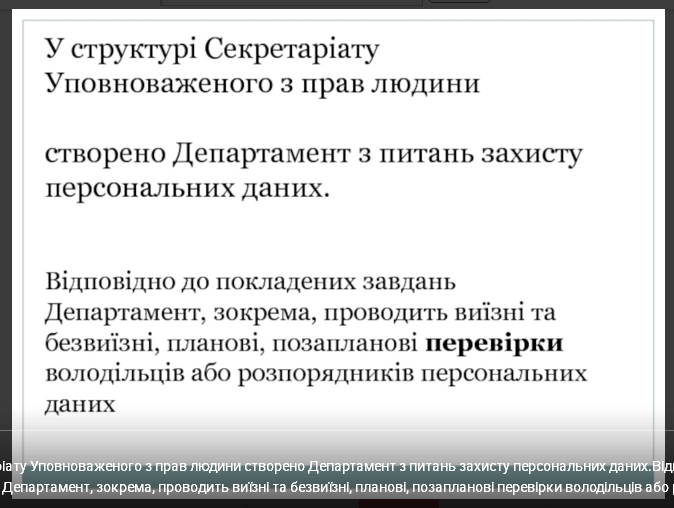 У структурі Секретаріату
Уповноваженого з прав людини
створено Департамент з питань захисту
персональних даних.
Відповідно до покладених завдань
Департамент, зокрема, проводить виїзні та
безвиїзні, планові, позапланові перевірки
володільців або розпорядників персональних
даних
Уповноваженого з прав людини створено Департамент з питань захисту персональних даних.
Департамент, зокрема, проводить виїзні та безвиїзні, планові, позапланові перевірки володільців або